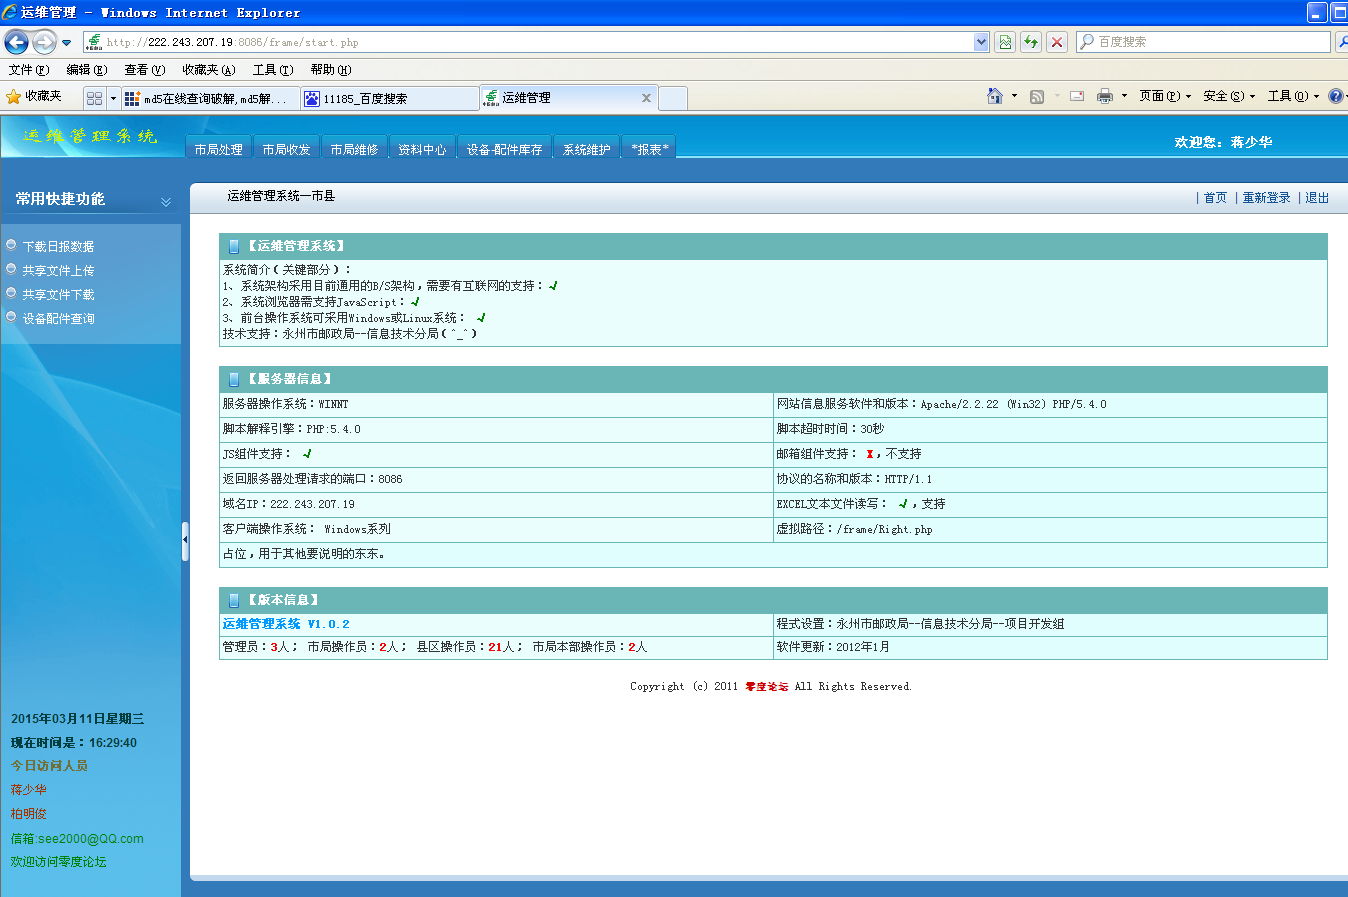 运维管理 - Windows Internet Explorer
http://222.243.207.19:8086/frame/start.php
百度搜索
文件(F) 编辑(E) 查看(V) 收藏夹(A) 工具(T) 帮助(H)
收藏夹 md5在线查询破解,md5解... 11185_百度搜索 运维管理 页面(P) 安全(S) 工具(O)
运维管理系统
市局处理 市局收发 市局维修 资料中心 设备-配件库存 系统维护 *报表*
欢迎您：蒋少华
常用快捷功能
下载日报数据
共享文件上传
共享文件下载
设备配件查询
运维管理系统—市县
| 首页 | 重新登录 | 退出
【运维管理系统】
系统简介(关键部分)：
1、系统架构采用目前通用的B/S架构，需要有互联网的支持：✓
2、系统浏览器需支持JavaScript：✓
3、前台操作系统可采用Windows或Linux系统： ✓
技术支持：永州市邮政局--信息技术分局(^_^)
【服务器信息】
服务器操作系统：WINNT 网站信息服务软件和版本：Apache/2.2.22 (Win32) PHP/5.4.0
脚本解释引擎：PHP:5.4.0 脚本超时时间：30秒
JS组件支持： ✓ 邮箱组件支持： X，不支持
返回服务器处理请求的端口：8086 协议的名称和版本：HTTP/1.1
域名IP：222.243.207.19 EXCEL文本文件读写： ✓，支持
客户端操作系统： Windows系列 虚拟路径：/frame/Right.php
占位，用于其他要说明的东东。
【版本信息】
运维管理系统 V1.0.2 程式设置：永州市邮政局--信息技术分局--项目开发组
管理员：3人； 市局操作员：2人； 县区操作员：21人； 市局本部操作员：2人 软件更新：2012年1月
Copyright (c) 2011 零度论坛 All Rights Reserved.
2015年03月11日星期三
现在时间是：16:29:40
今日访问人员
蒋少华
柏明俊
信箱:see2000@QQ.com
欢迎访问零度论坛